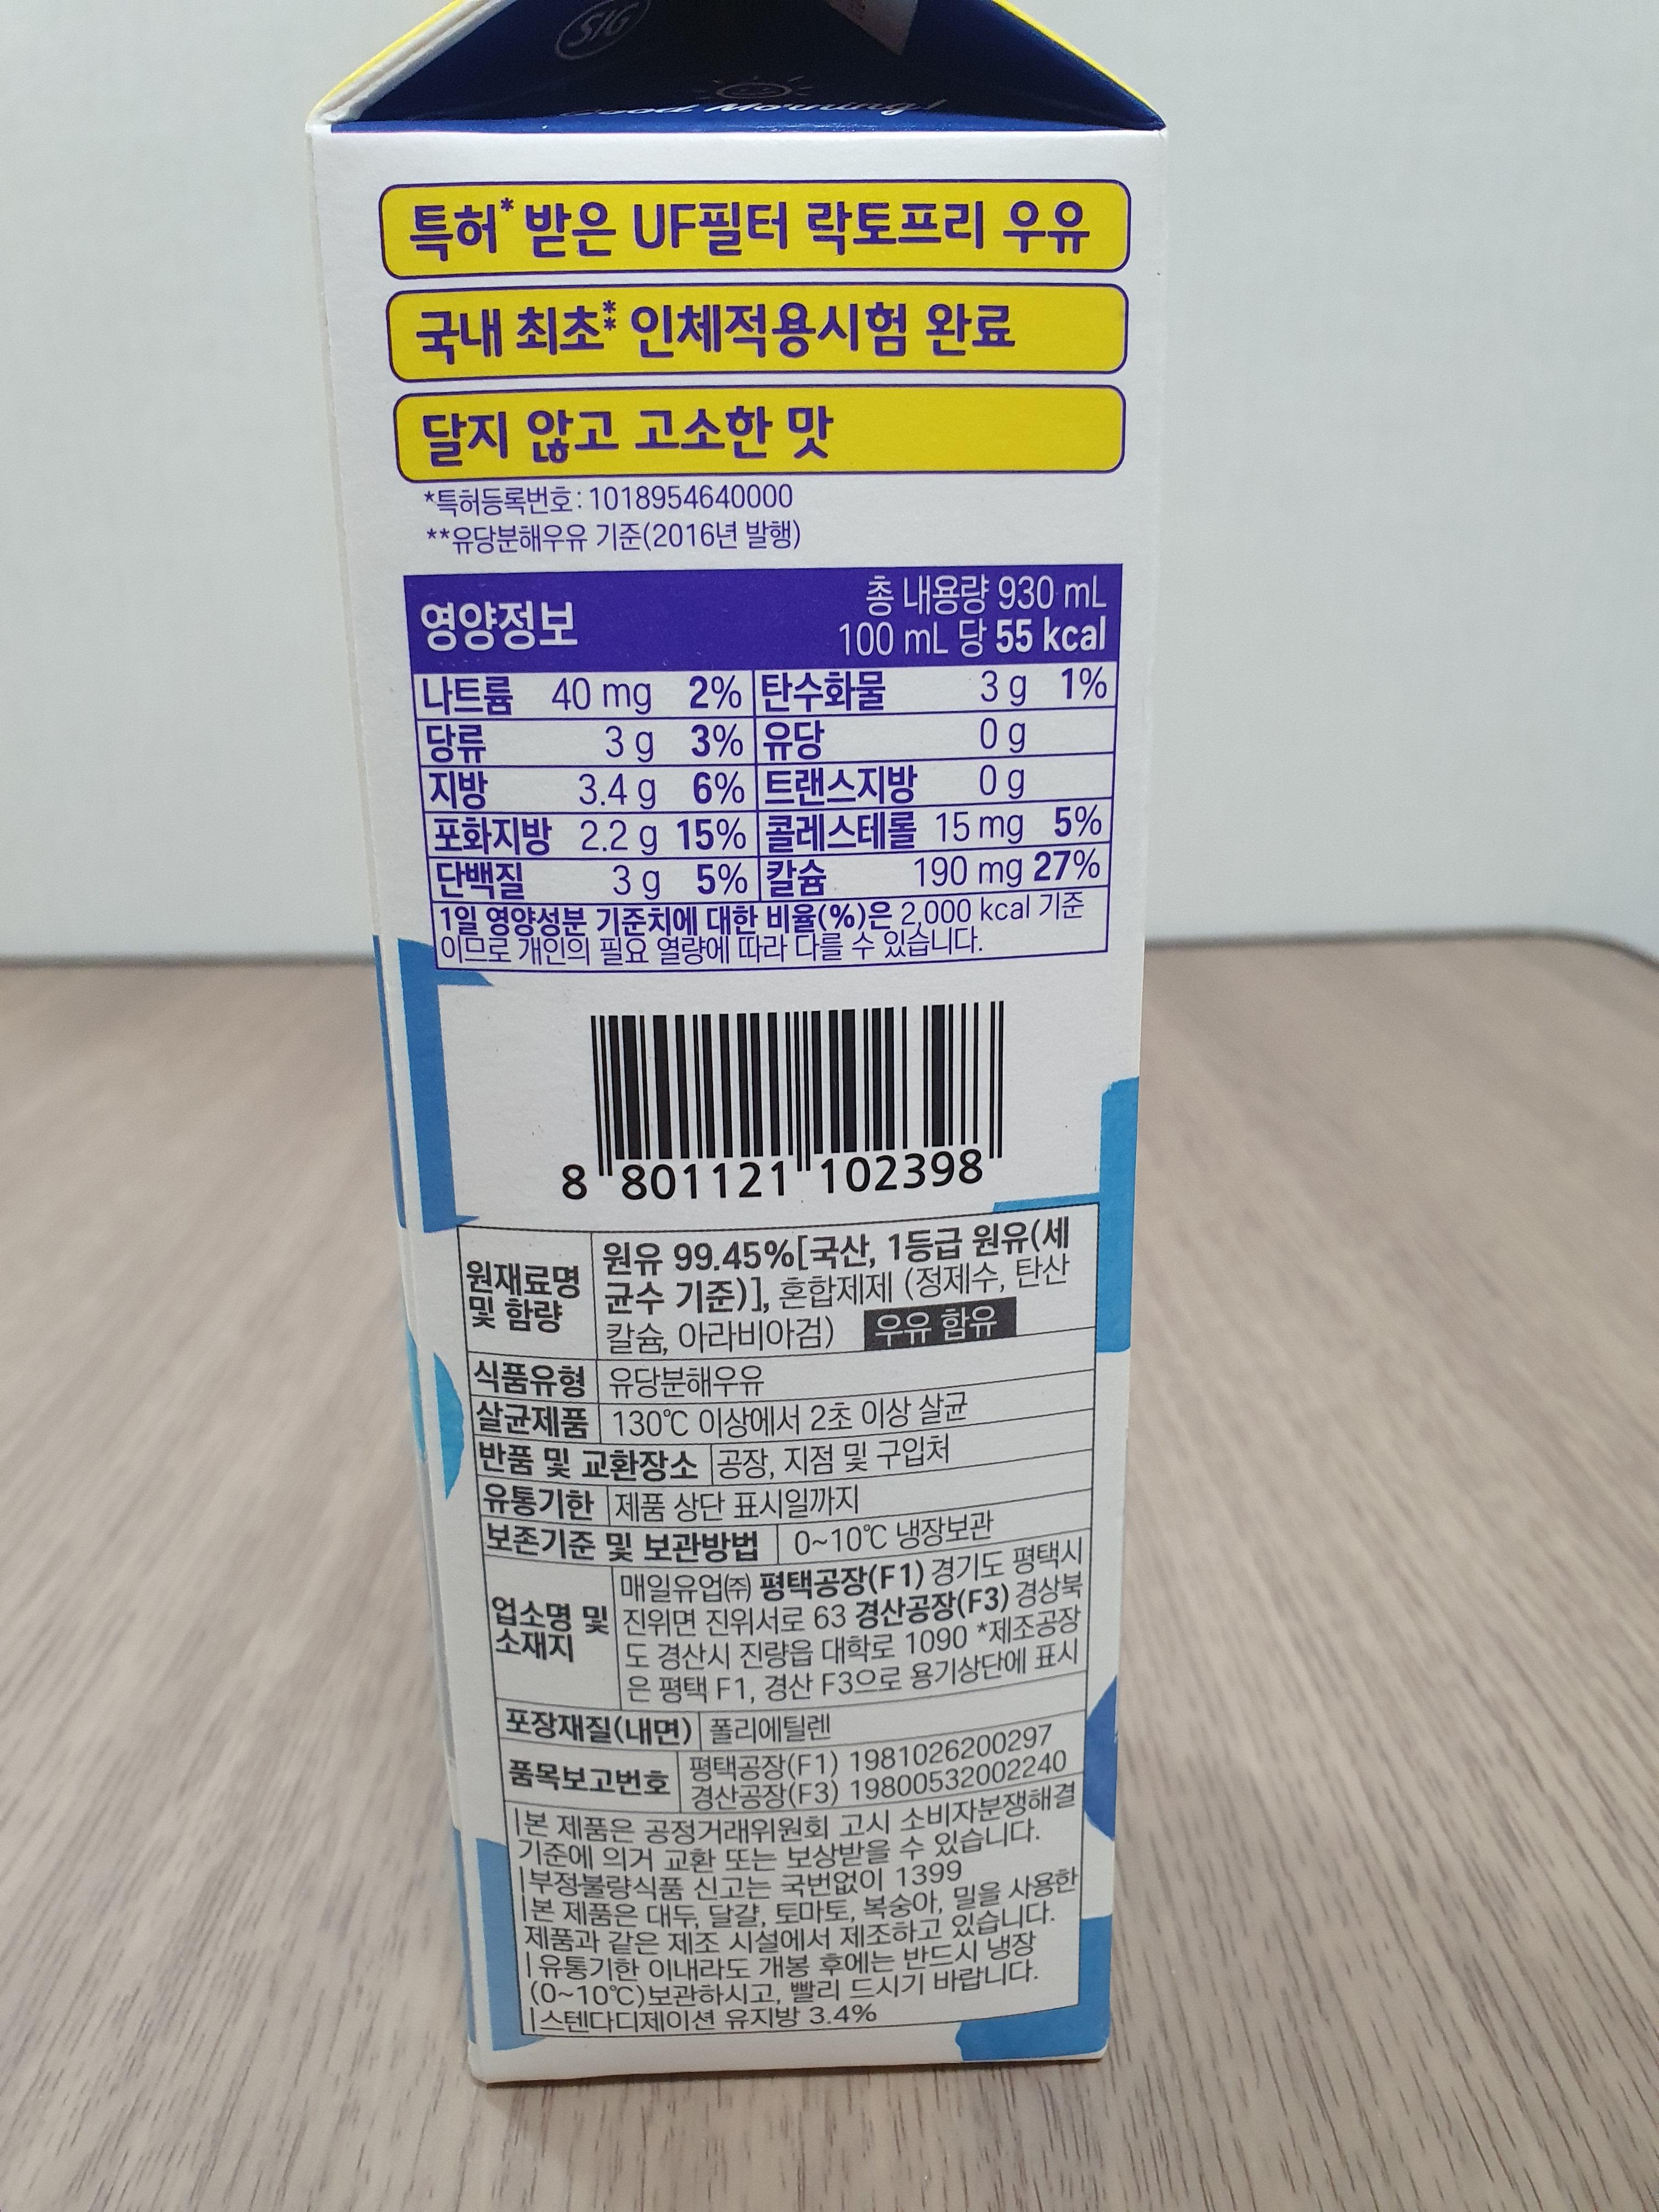 SIG
Good Morning!
특허* 받은 UF필터 락토프리 우유
국내 최초** 인체적용시험 완료
달지 않고 고소한 맛
*특허등록번호: 1018954640000
**유당분해우유 기준(2016년 발행)
영양정보 총 내용량 930 mL
100 mL 당 55 kcal
나트륨 40 mg 2% 탄수화물 3 g 1%
당류 3 g 3% 유당 0 g
지방 3.4 g 6% 트랜스지방 0 g
포화지방 2.2 g 15% 콜레스테롤 15 mg 5%
단백질 3 g 5% 칼슘 190 mg 27%
1일 영양성분 기준치에 대한 비율(%)은 2,000 kcal 기준
이므로 개인의 필요 열량에 따라 다를 수 있습니다.
8 801121 102398
원재료명 및 함량
원유 99.45%[국산, 1등급 원유(세
균수 기준)], 혼합제제 (정제수, 탄산
칼슘, 아라비아검) 우유 함유
식품유형 유당분해우유
살균제품 130℃ 이상에서 2초 이상 살균
반품 및 교환장소 공장, 지점 및 구입처
유통기한 제품 상단 표시일까지
보존기준 및 보관방법 0~10℃ 냉장보관
업소명 및 소재지
매일유업㈜ 평택공장(F1) 경기도 평택시
진위면 진위서로 63 경산공장(F3) 경상북
도 경산시 진량읍 대학로 1090 *제조공장
은 평택 F1, 경산 F3으로 용기상단에 표시
포장재질(내면) 폴리에틸렌
품목보고번호 평택공장(F1) 1981026200297
경산공장(F3) 19800532002240
|본 제품은 공정거래위원회 고시 소비자분쟁해결
기준에 의거 교환 또는 보상받을 수 있습니다.
|부정·불량식품 신고는 국번없이 1399
|본 제품은 대두, 달걀, 토마토, 복숭아, 밀을 사용한
제품과 같은 제조 시설에서 제조하고 있습니다.
|유통기한 이내라도 개봉 후에는 반드시 냉장
(0~10℃)보관하시고, 빨리 드시기 바랍니다.
|스텐다디제이션 유지방 3.4%